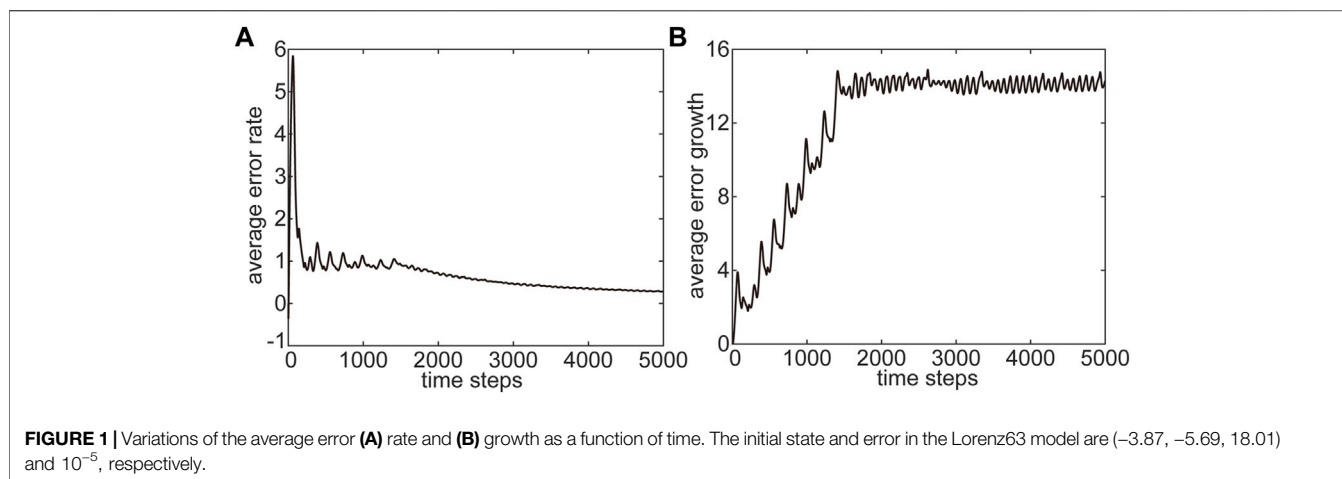 A
B
6
5
4
3
2
1
0
-1
average error rate
0 1000 2000 3000 4000 5000
time steps
16
12
8
4
0
average error growth
0 1000 2000 3000 4000 5000
time steps
FIGURE 1 | Variations of the average error (A) rate and (B) growth as a function of time. The initial state and error in the Lorenz63 model are (−3.87, −5.69, 18.01)
and 10⁻⁵, respectively.